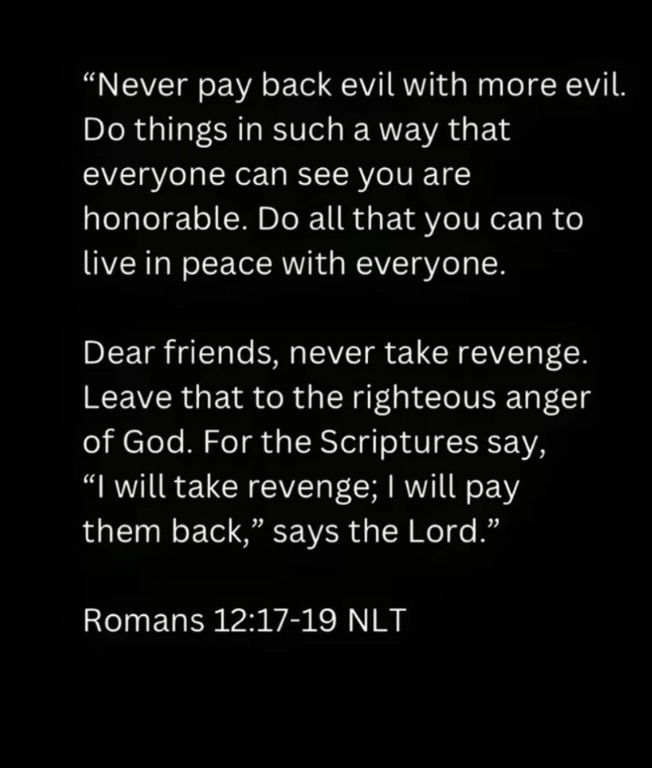 “Never pay back evil with more evil.
Do things in such a way that
everyone can see you are
honorable. Do all that you can to
live in peace with everyone.
Dear friends, never take revenge.
Leave that to the righteous anger
of God. For the Scriptures say,
“I will take revenge; I will pay
them back,” says the Lord.”
Romans 12:17-19 NLT